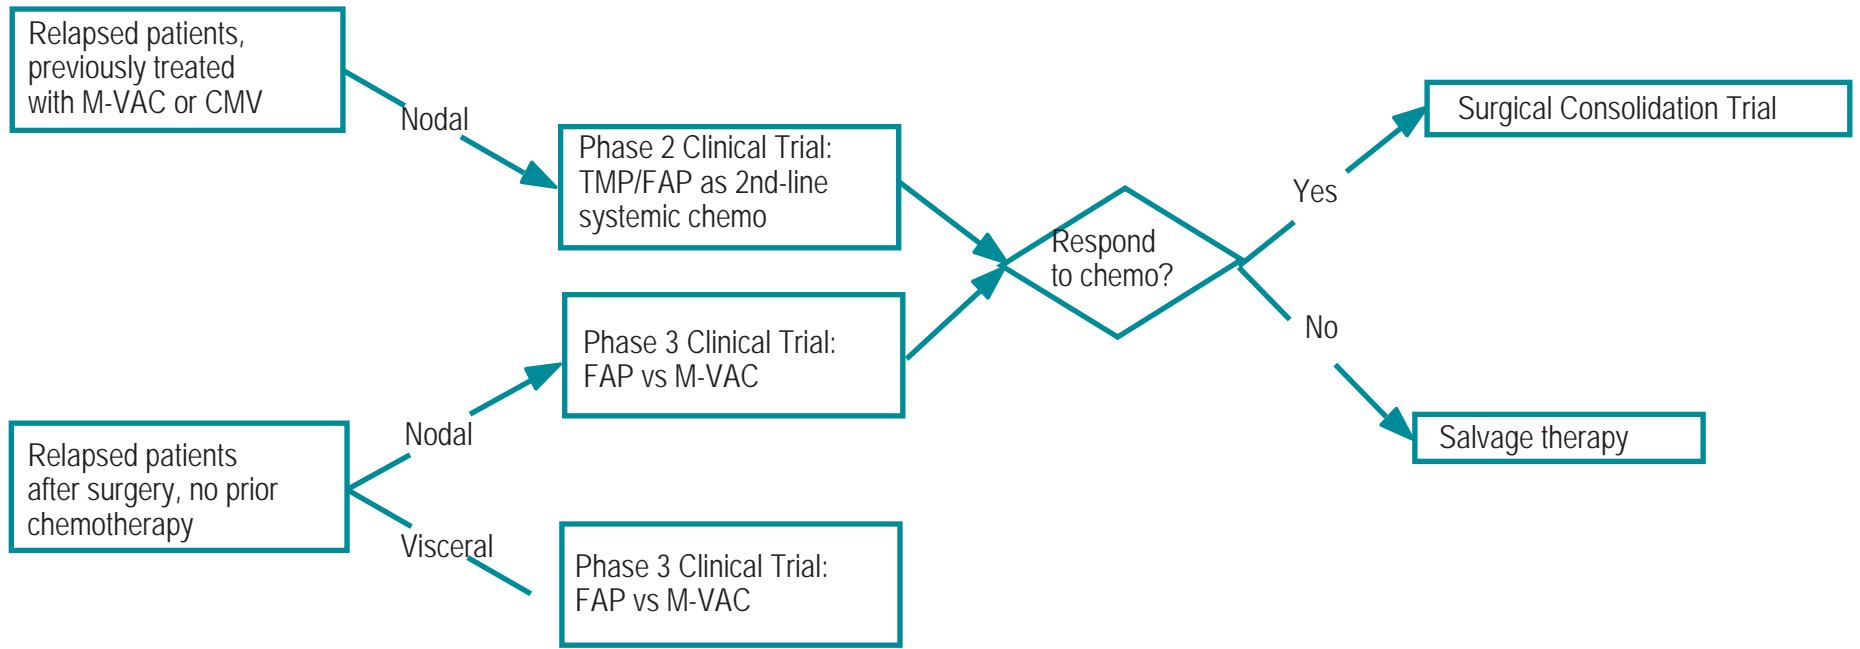 Relapsed patients,
previously treated
with M-VAC or CMV
Nodal
Phase 2 Clinical Trial:
TMP/FAP as 2nd-line
systemic chemo
Surgical Consolidation Trial
Yes
Respond
to chemo?
No
Salvage therapy
Phase 3 Clinical Trial:
FAP vs M-VAC
Nodal
Relapsed patients
after surgery, no prior
chemotherapy
Visceral
Phase 3 Clinical Trial:
FAP vs M-VAC